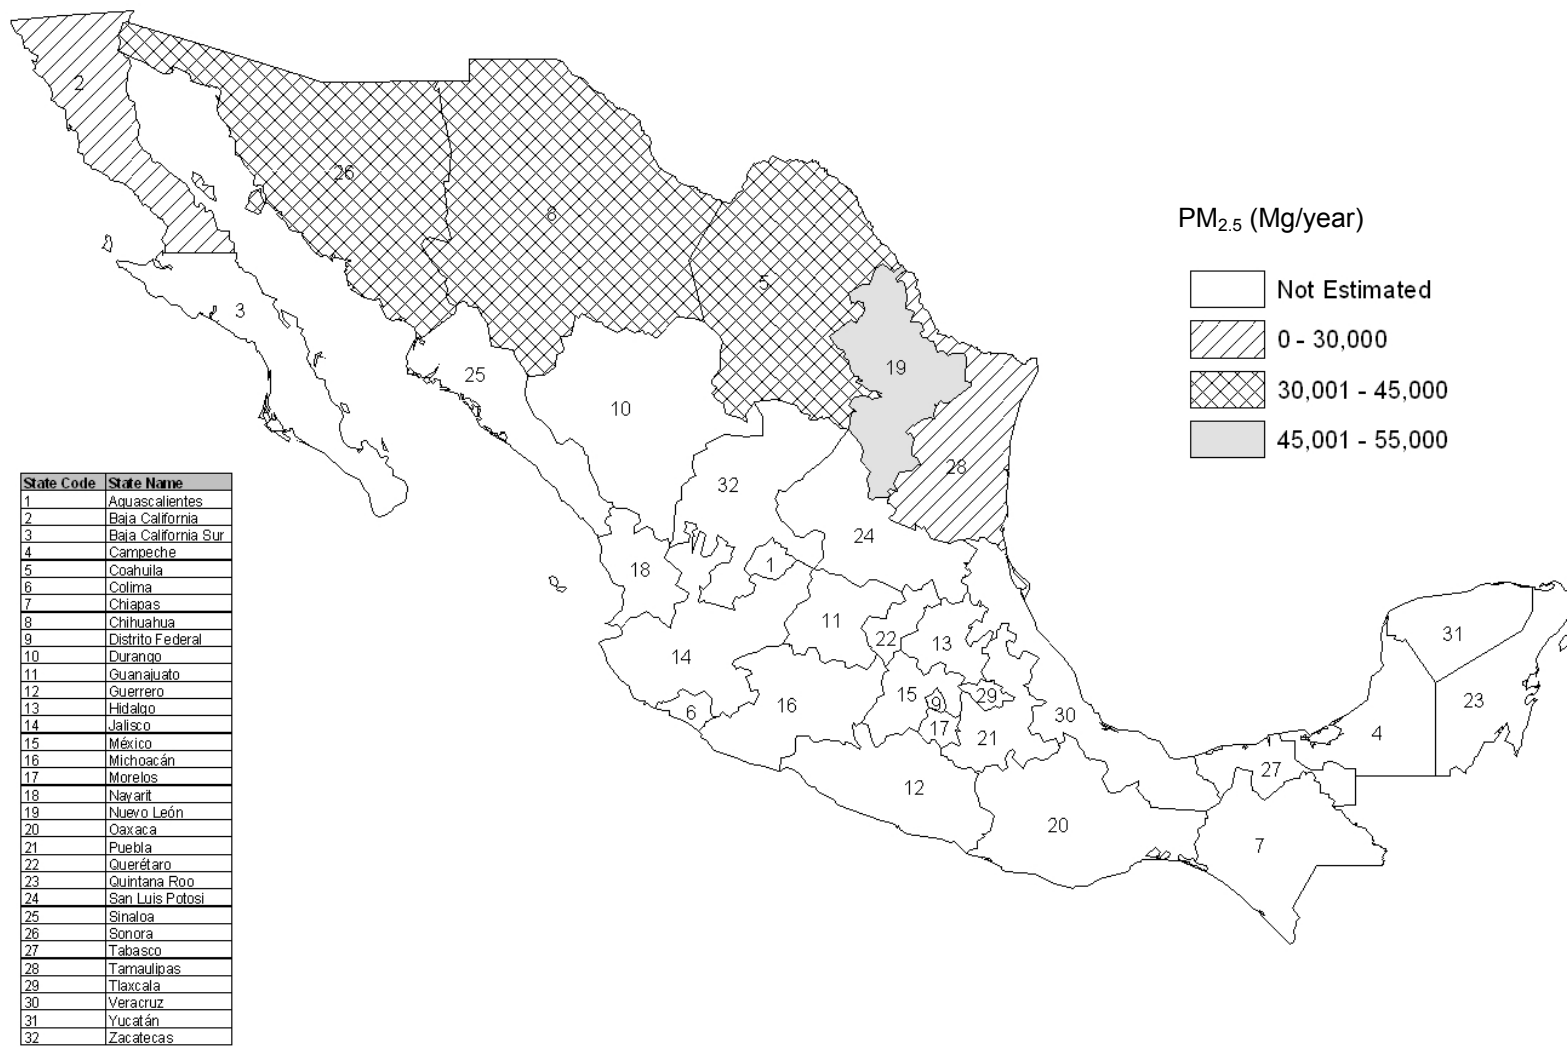 2
26
8
5
3
19
25
10
28
32
24
18
1
11
22
13
14
15
9
29
6
16
17
21
30
12
20
31
23
4
27
7
PM2.5 (Mg/year)
Not Estimated
0 - 30,000
30,001 - 45,000
45,001 - 55,000
State Code State Name
1 Aguascalientes
2 Baja California
3 Baja California Sur
4 Campeche
5 Coahuila
6 Colima
7 Chiapas
8 Chihuahua
9 Distrito Federal
10 Durango
11 Guanajuato
12 Guerrero
13 Hidalgo
14 Jalisco
15 México
16 Michoacán
17 Morelos
18 Nayarit
19 Nuevo León
20 Oaxaca
21 Puebla
22 Querétaro
23 Quintana Roo
24 San Luis Potosi
25 Sinaloa
26 Sonora
27 Tabasco
28 Tamaulipas
29 Tlaxcala
30 Veracruz
31 Yucatán
32 Zacatecas